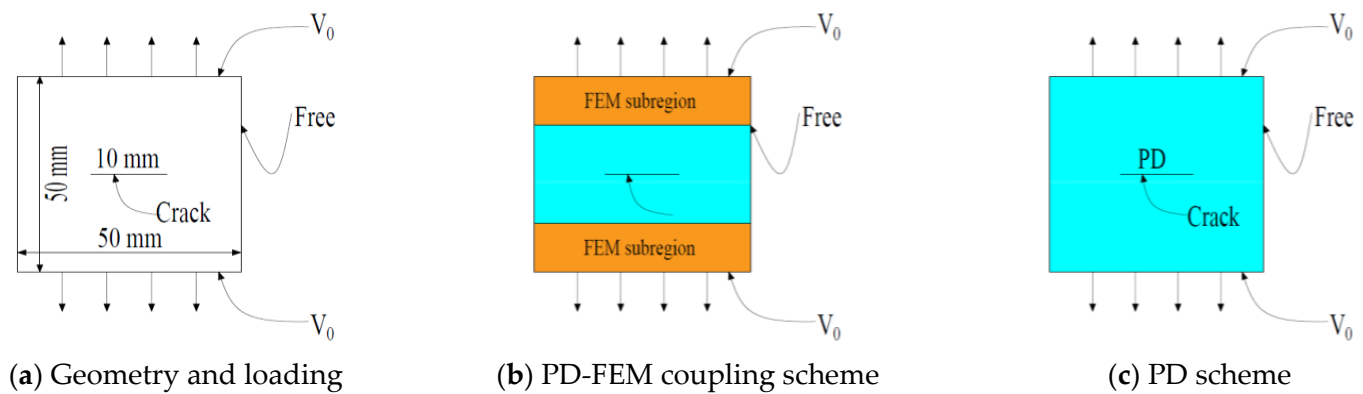 V0
Free
10 mm
50 mm
Crack
50 mm
V0
(a) Geometry and loading
V0
FEM subregion
Free
FEM subregion
V0
(b) PD-FEM coupling scheme
V0
Free
PD
Crack
V0
(c) PD scheme